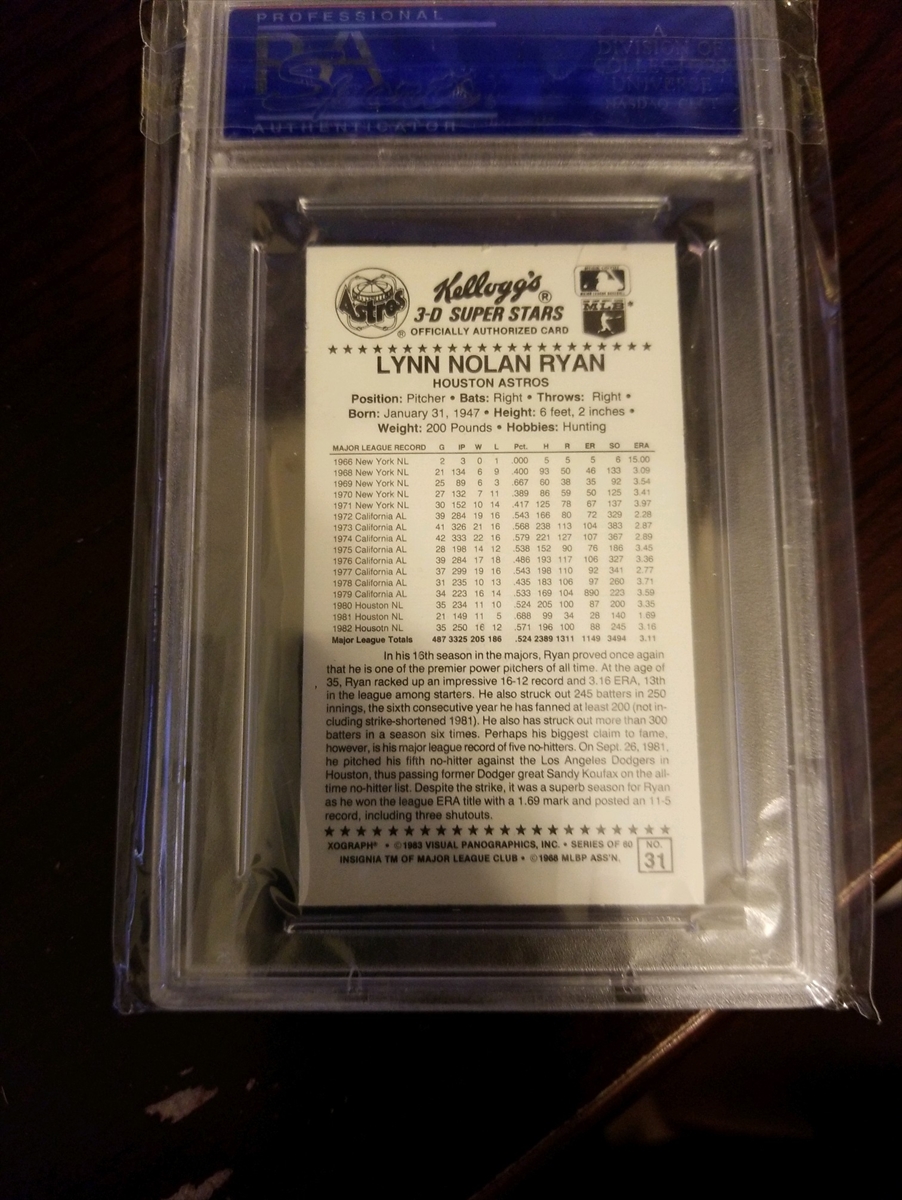 PROFESSIONAL
PSA
Sports
AUTHENTICATOR
A
DIVISION OF
COLLECTORS
UNIVERSE
NASDAQ: CLCT
Astros
Kellogg's®
3-D SUPER STARS
OFFICIALLY AUTHORIZED CARD
MLB
LYNN NOLAN RYAN
HOUSTON ASTROS
Position: Pitcher • Bats: Right • Throws: Right •
Born: January 31, 1947 • Height: 6 feet, 2 inches •
Weight: 200 Pounds • Hobbies: Hunting
MAJOR LEAGUE RECORD G IP W L Pct. H R ER SO ERA
1966 New York NL 2 3 0 1 .000 5 5 5 6 15.00
1968 New York NL 21 134 6 9 .400 93 50 46 133 3.09
1969 New York NL 25 89 6 3 .667 60 38 35 92 3.54
1970 New York NL 27 132 7 11 .389 86 59 50 125 3.41
1971 New York NL 30 152 10 14 .417 125 78 67 137 3.97
1972 California AL 39 284 19 16 .543 166 80 72 329 2.28
1973 California AL 41 326 21 16 .568 238 113 104 383 2.87
1974 California AL 42 333 22 16 .579 221 127 107 367 2.89
1975 California AL 28 198 14 12 .538 152 90 76 186 3.45
1976 California AL 39 284 17 18 .486 193 117 106 327 3.36
1977 California AL 37 299 19 16 .543 198 110 92 341 2.77
1978 California AL 31 235 10 13 .435 183 106 97 260 3.71
1979 California AL 34 223 16 14 .533 169 104 890 223 3.59
1980 Houston NL 35 234 11 10 .524 205 100 87 200 3.35
1981 Houston NL 21 149 11 5 .688 99 34 28 140 1.69
1982 Housotn NL 35 250 16 12 .571 196 100 88 245 3.16
Major League Totals 487 3325 205 186 .524 2389 1311 1149 3494 3.11
In his 16th season in the majors, Ryan proved once again
that he is one of the premier power pitchers of all time. At the age of
35, Ryan racked up an impressive 16-12 record and 3.16 ERA, 13th
in the league among starters. He also struck out 245 batters in 250
innings, the sixth consecutive year he has fanned at least 200 (not in-
cluding strike-shortened 1981). He also has struck out more than 300
batters in a season six times. Perhaps his biggest claim to fame,
however, is his major league record of five no-hitters. On Sept. 26, 1981,
he pitched his fifth no-hitter against the Los Angeles Dodgers in
Houston, thus passing former Dodger great Sandy Koufax on the all-
time no-hitter list. Despite the strike, it was a superb season for Ryan
as he won the league ERA title with a 1.69 mark and posted an 11-5
record, including three shutouts.
XOGRAPH® • ©1983 VISUAL PANOGRAPHICS, INC. • SERIES OF 60
INSIGNIA TM OF MAJOR LEAGUE CLUB • ©1968 MLBP ASS'N.
NO.
31